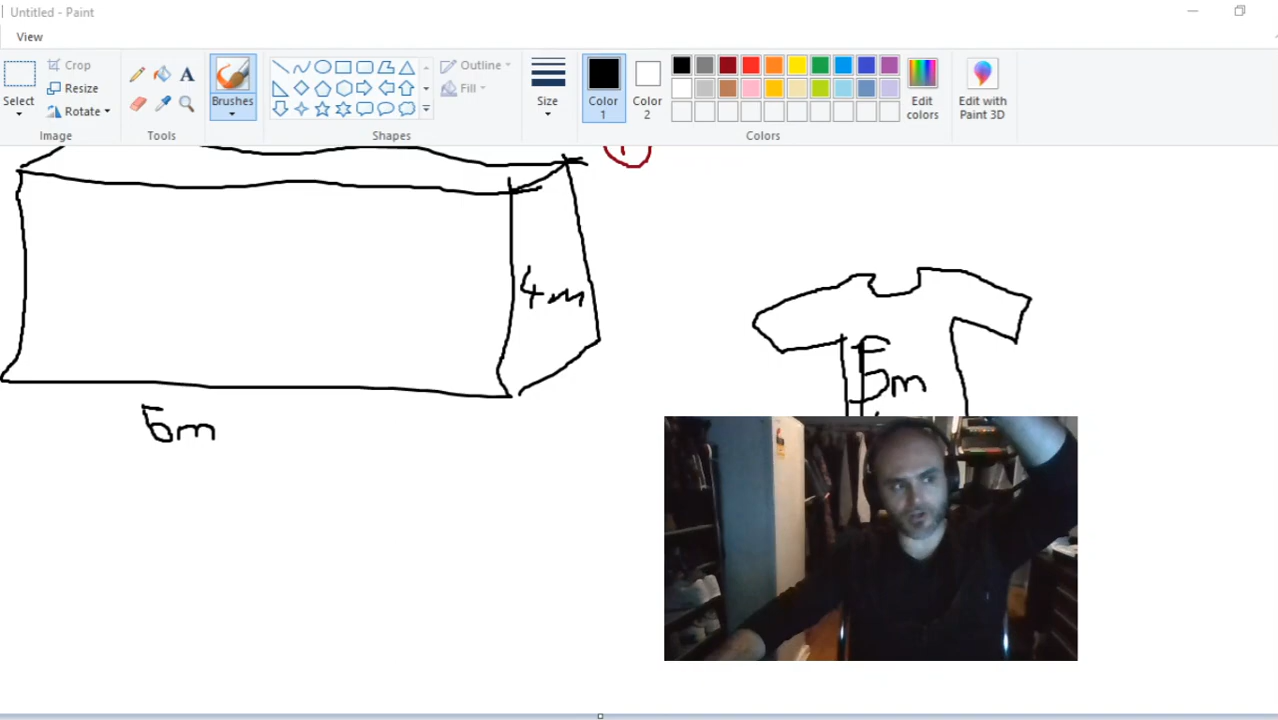 Untitled - Paint
View
Select
Crop
Resize
Rotate
Image
Tools
Brushes
Shapes
Outline
Fill
Size
Color
1
Color
2
Edit
colors
Edit with
Paint 3D
Colors
4m
5m
5m